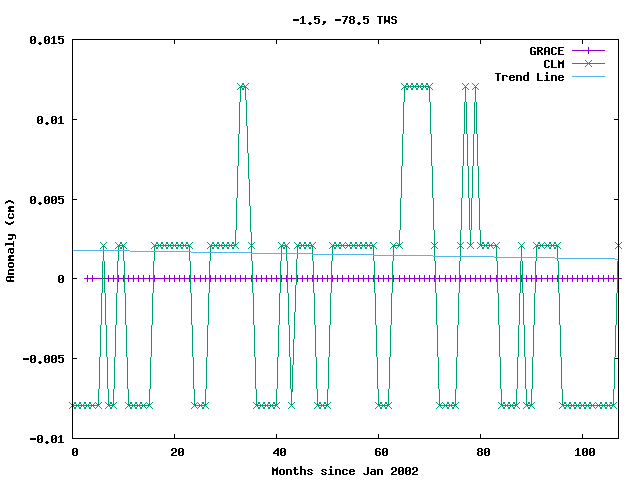 -1.5, -78.5 TWS
0.015
GRACE
CLM
Trend Line
0.01
0.005
Anomaly (cm)
0
-0.005
-0.01
0 20 40 60 80 100
Months since Jan 2002